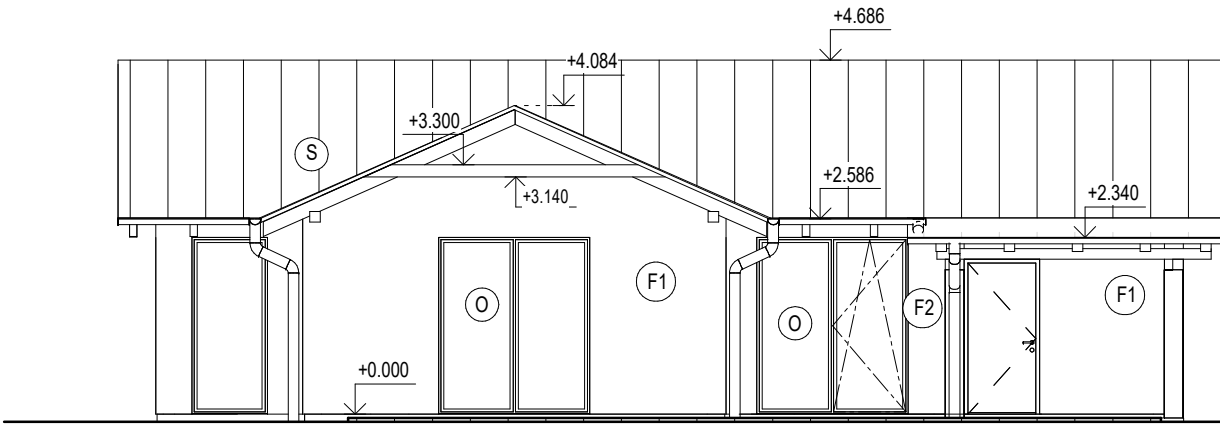 +4.686
+4.084
+3.300
S
+2.586
+3.140
+2.340
F1
F1
O
F2
O
+0.000